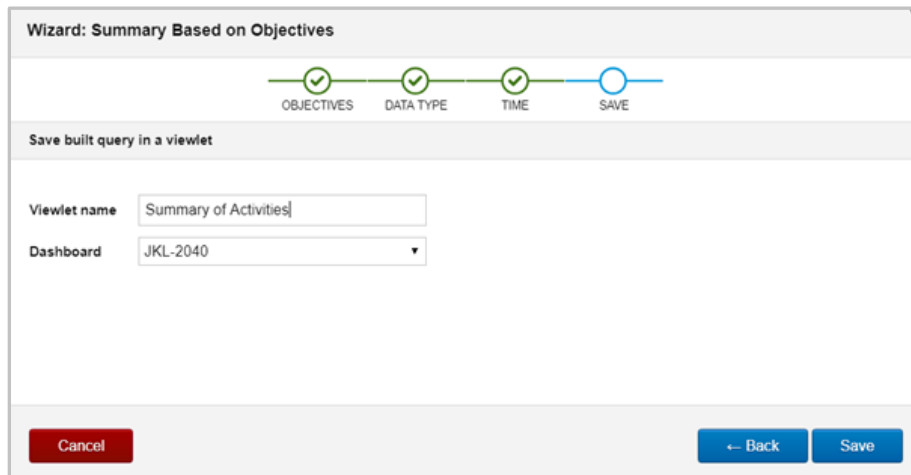 Wizard: Summary Based on Objectives
OBJECTIVES DATA TYPE TIME SAVE
Save built query in a viewlet
Viewlet name Summary of Activities
Dashboard JKL-2040
Cancel ← Back Save